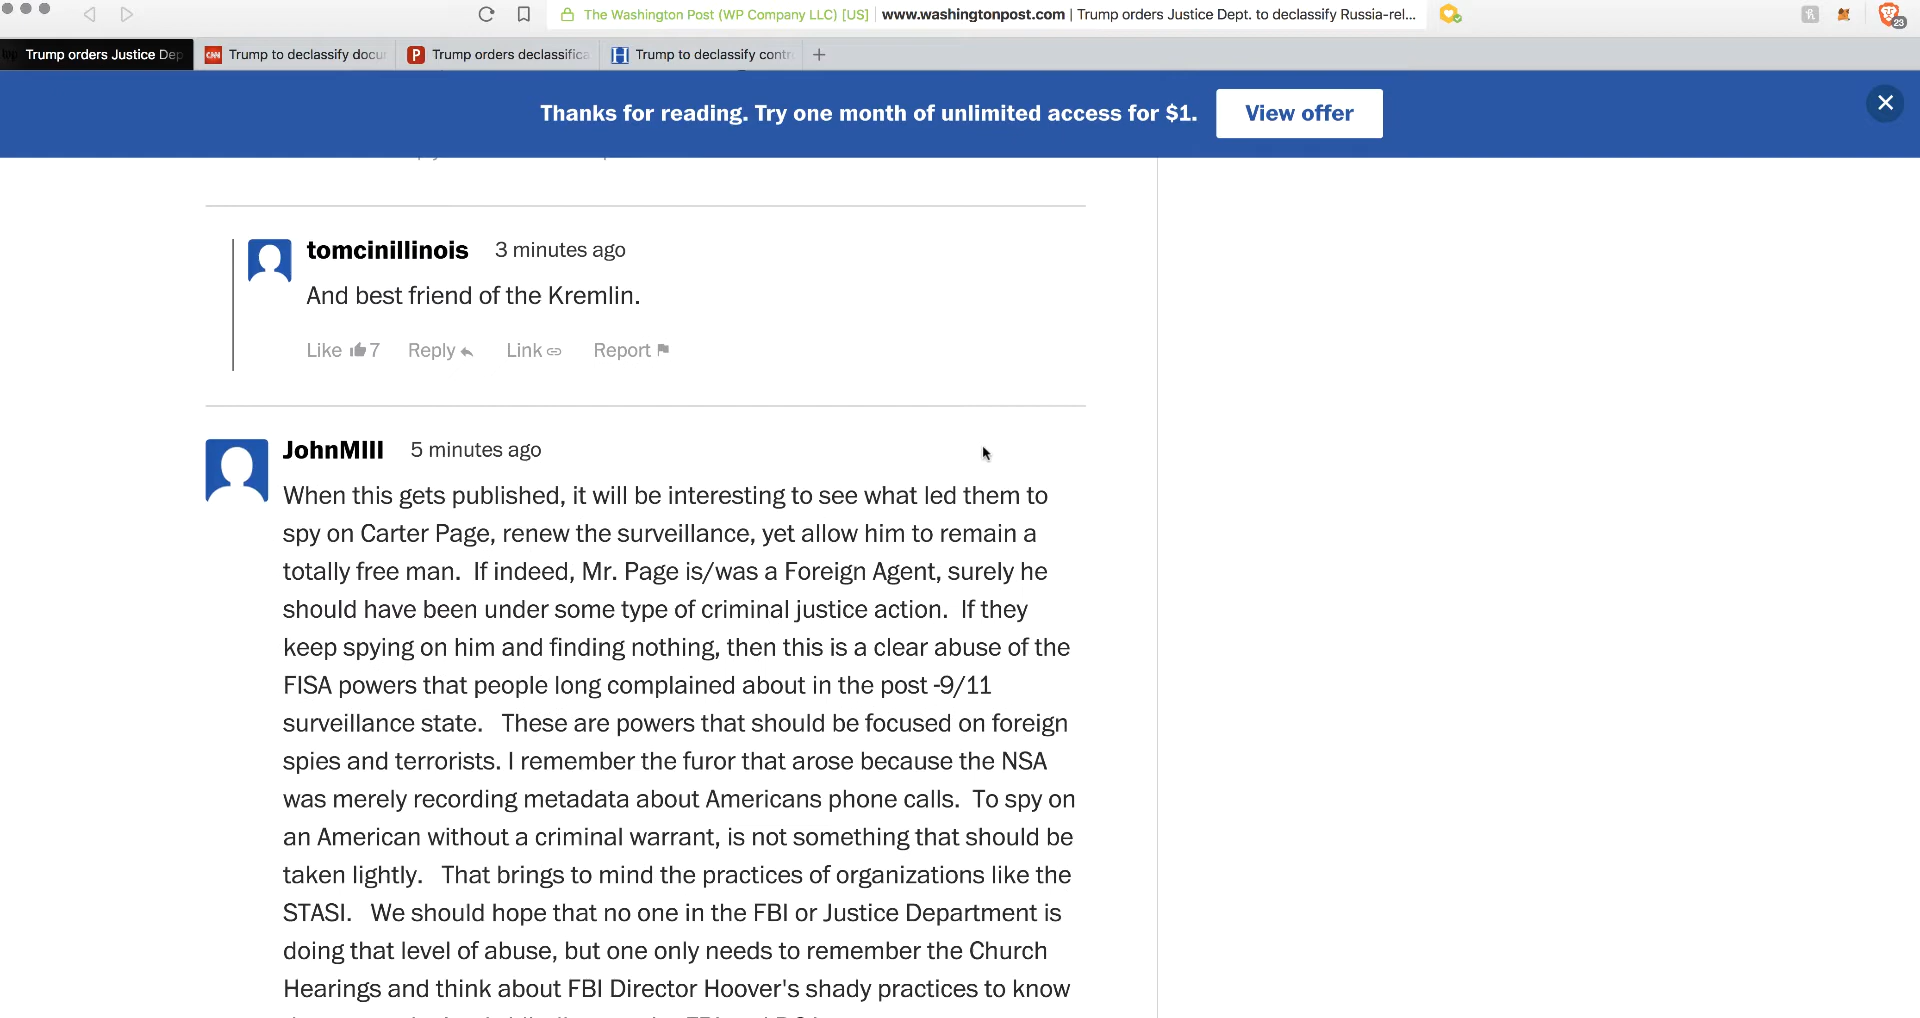 The Washington Post (WP Company LLC) [US] www.washingtonpost.com | Trump orders Justice Dept. to declassify Russia-rel...
23
Trump orders Justice Dep
CNN Trump to declassify docu
P Trump orders declassifica
H Trump to declassify contr
Thanks for reading. Try one month of unlimited access for $1. View offer
tomcinillinois 3 minutes ago
And best friend of the Kremlin.
Like 7 Reply Link Report
JohnMIll 5 minutes ago
When this gets published, it will be interesting to see what led them to
spy on Carter Page, renew the surveillance, yet allow him to remain a
totally free man.  If indeed, Mr. Page is/was a Foreign Agent, surely he
should have been under some type of criminal justice action.  If they
keep spying on him and finding nothing, then this is a clear abuse of the
FISA powers that people long complained about in the post -9/11
surveillance state.   These are powers that should be focused on foreign
spies and terrorists. I remember the furor that arose because the NSA
was merely recording metadata about Americans phone calls.  To spy on
an American without a criminal warrant, is not something that should be
taken lightly.   That brings to mind the practices of organizations like the
STASI.   We should hope that no one in the FBI or Justice Department is
doing that level of abuse, but one only needs to remember the Church
Hearings and think about FBI Director Hoover's shady practices to know